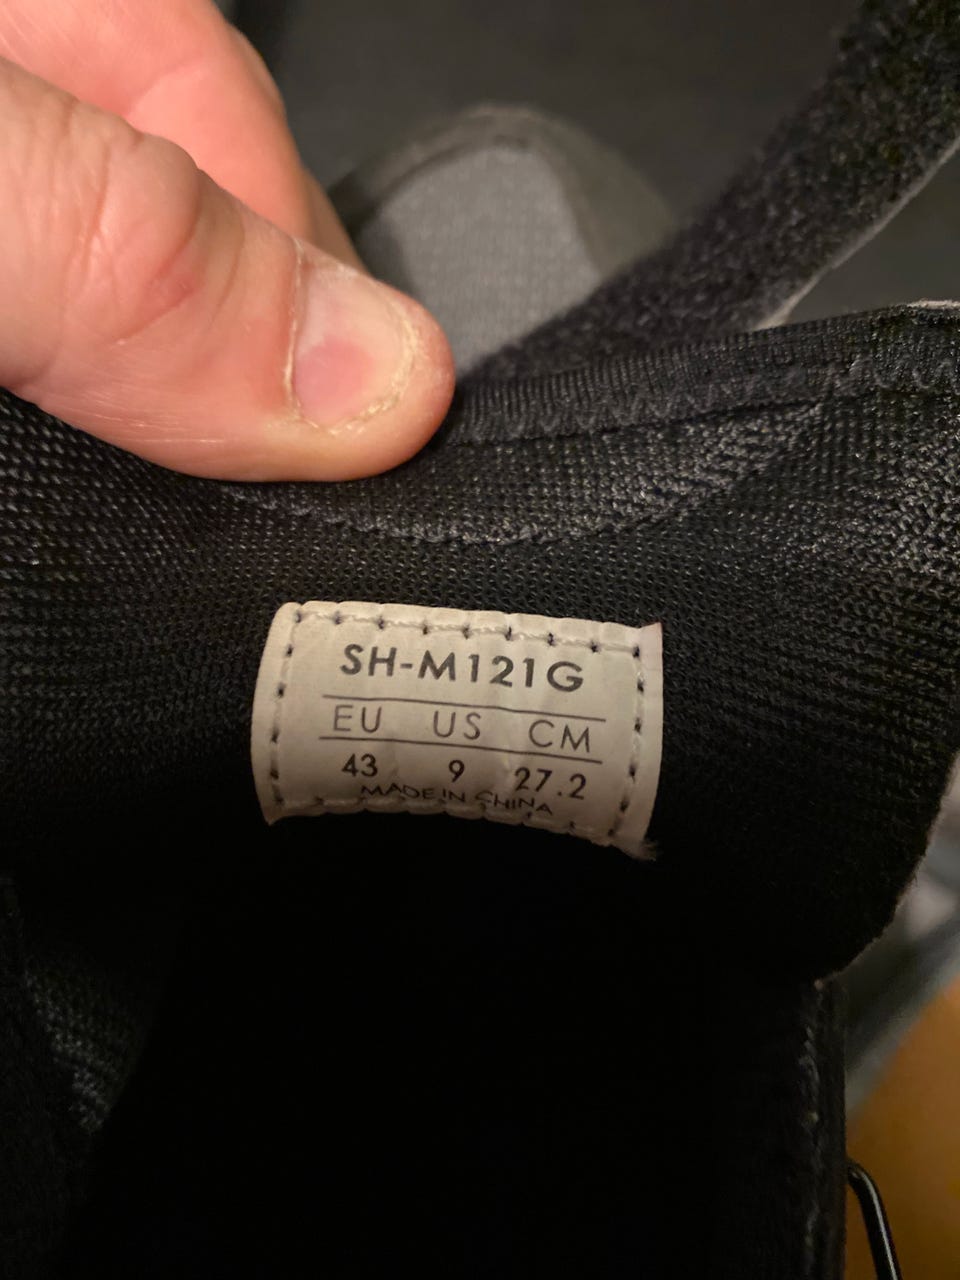 SH-M121G
EU US CM
43 9 27.2
MADE IN CHINA